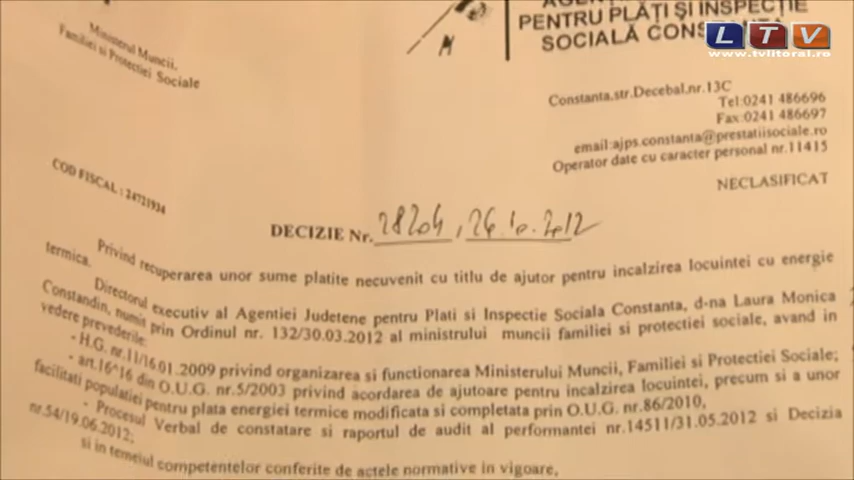 PENTRU PLĂȚI ȘI INSPECȚIE
SOCIALĂ
LTV
www.tvlitoral.ro
Ministerul Muncii,
Familiei si Protectiei Sociale
Constanta,str.Decebal,nr.13C
Tel:0241 486696
Fax:0241 486697
email:ajps.constanta@prestatiisociale.ro
Operator date cu caracter personal nr.11415
COD FISCAL : 24721934
NECLASIFICAT
DECIZIE Nr. 28204, 26.10.2012
Privind recuperarea unor sume platite necuvenit cu titlu de ajutor pentru incalzirea locuintei cu energie
termica.
Directorul executiv al Agentiei Judetene pentru Plati si Inspectie Sociala Constanta, d-na Laura Monica
Constandin, numis prin Ordinul nr. 132/30.03.2012 al ministrului muncii familiei si protectiei sociale, avand in
vedere prevederile:
- H.G. nr.11/16.01.2009 privind organizarea si functionarea Ministerului Muncii, Familiei si Protectiei Sociale;
- art.16^16 din O.U.G. nr.5/2003 privind acordarea de ajutoare pentru incalzirea locuintei, precum si a unor
facilitati populatiei pentru plata energiei termice modificata si completata prin O.U.G. nr.86/2010,
- Procesul Verbal de constatare si raportul de audit al performantei nr.14511/31.05.2012 si Decizia
nr.54/19.06.2012;
si in temeiul competentelor conferite de actele normative in vigoare,